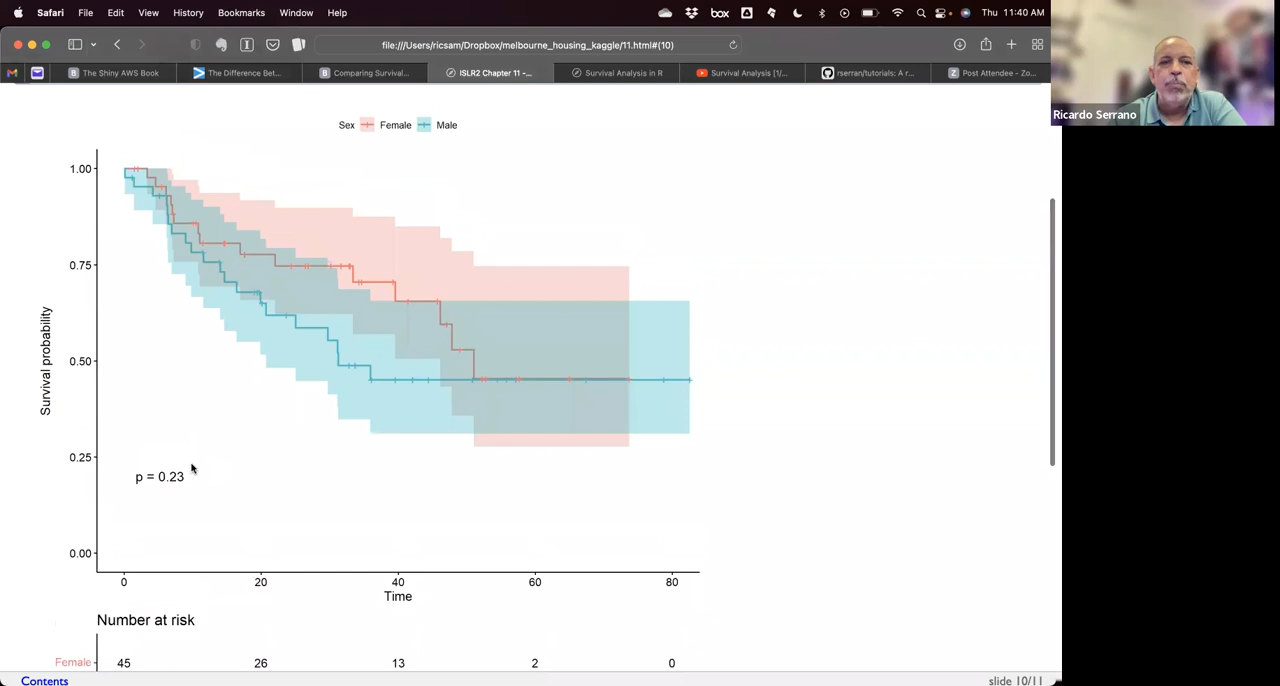 Safari File Edit View History Bookmarks Window Help box Thu 11:40 AM
file:///Users/ricsam/Dropbox/melbourne_housing_kaggle/11.html#(10)
The Shiny AWS Book The Difference Bet... Comparing Survival... ISLR2 Chapter 11 -... Survival Analysis in R Survival Analysis [1/... rserran/tutorials: A r... Post Attendee - Zo...
Ricardo Serrano
Sex Female Male
1.00
0.75
0.50
0.25
0.00
Survival probability
p = 0.23
0 20 40 60 80
Time
Number at risk
Female 45 26 13 2 0
Contents slide 10/11